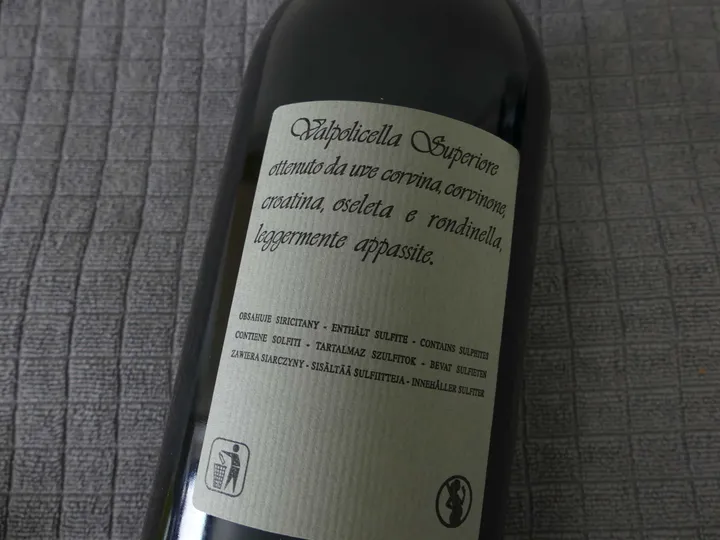 Valpolicella Superiore
ottenuto da uve corvina, corvinone,
croatina, oseleta e rondinella,
leggermente appassite.
OBSAHUJE SIRICITANY - ENTHÄLT SULFITE - CONTAINS SULPHITES
CONTIENE SOLFITI - TARTALMAZ SZULFITOK - BEVAT SULFIETEN
ZAWIERA SIARCZYNY - SISÄLTÄÄ SULFIITTEJA - INNEHÅLLER SULFITER